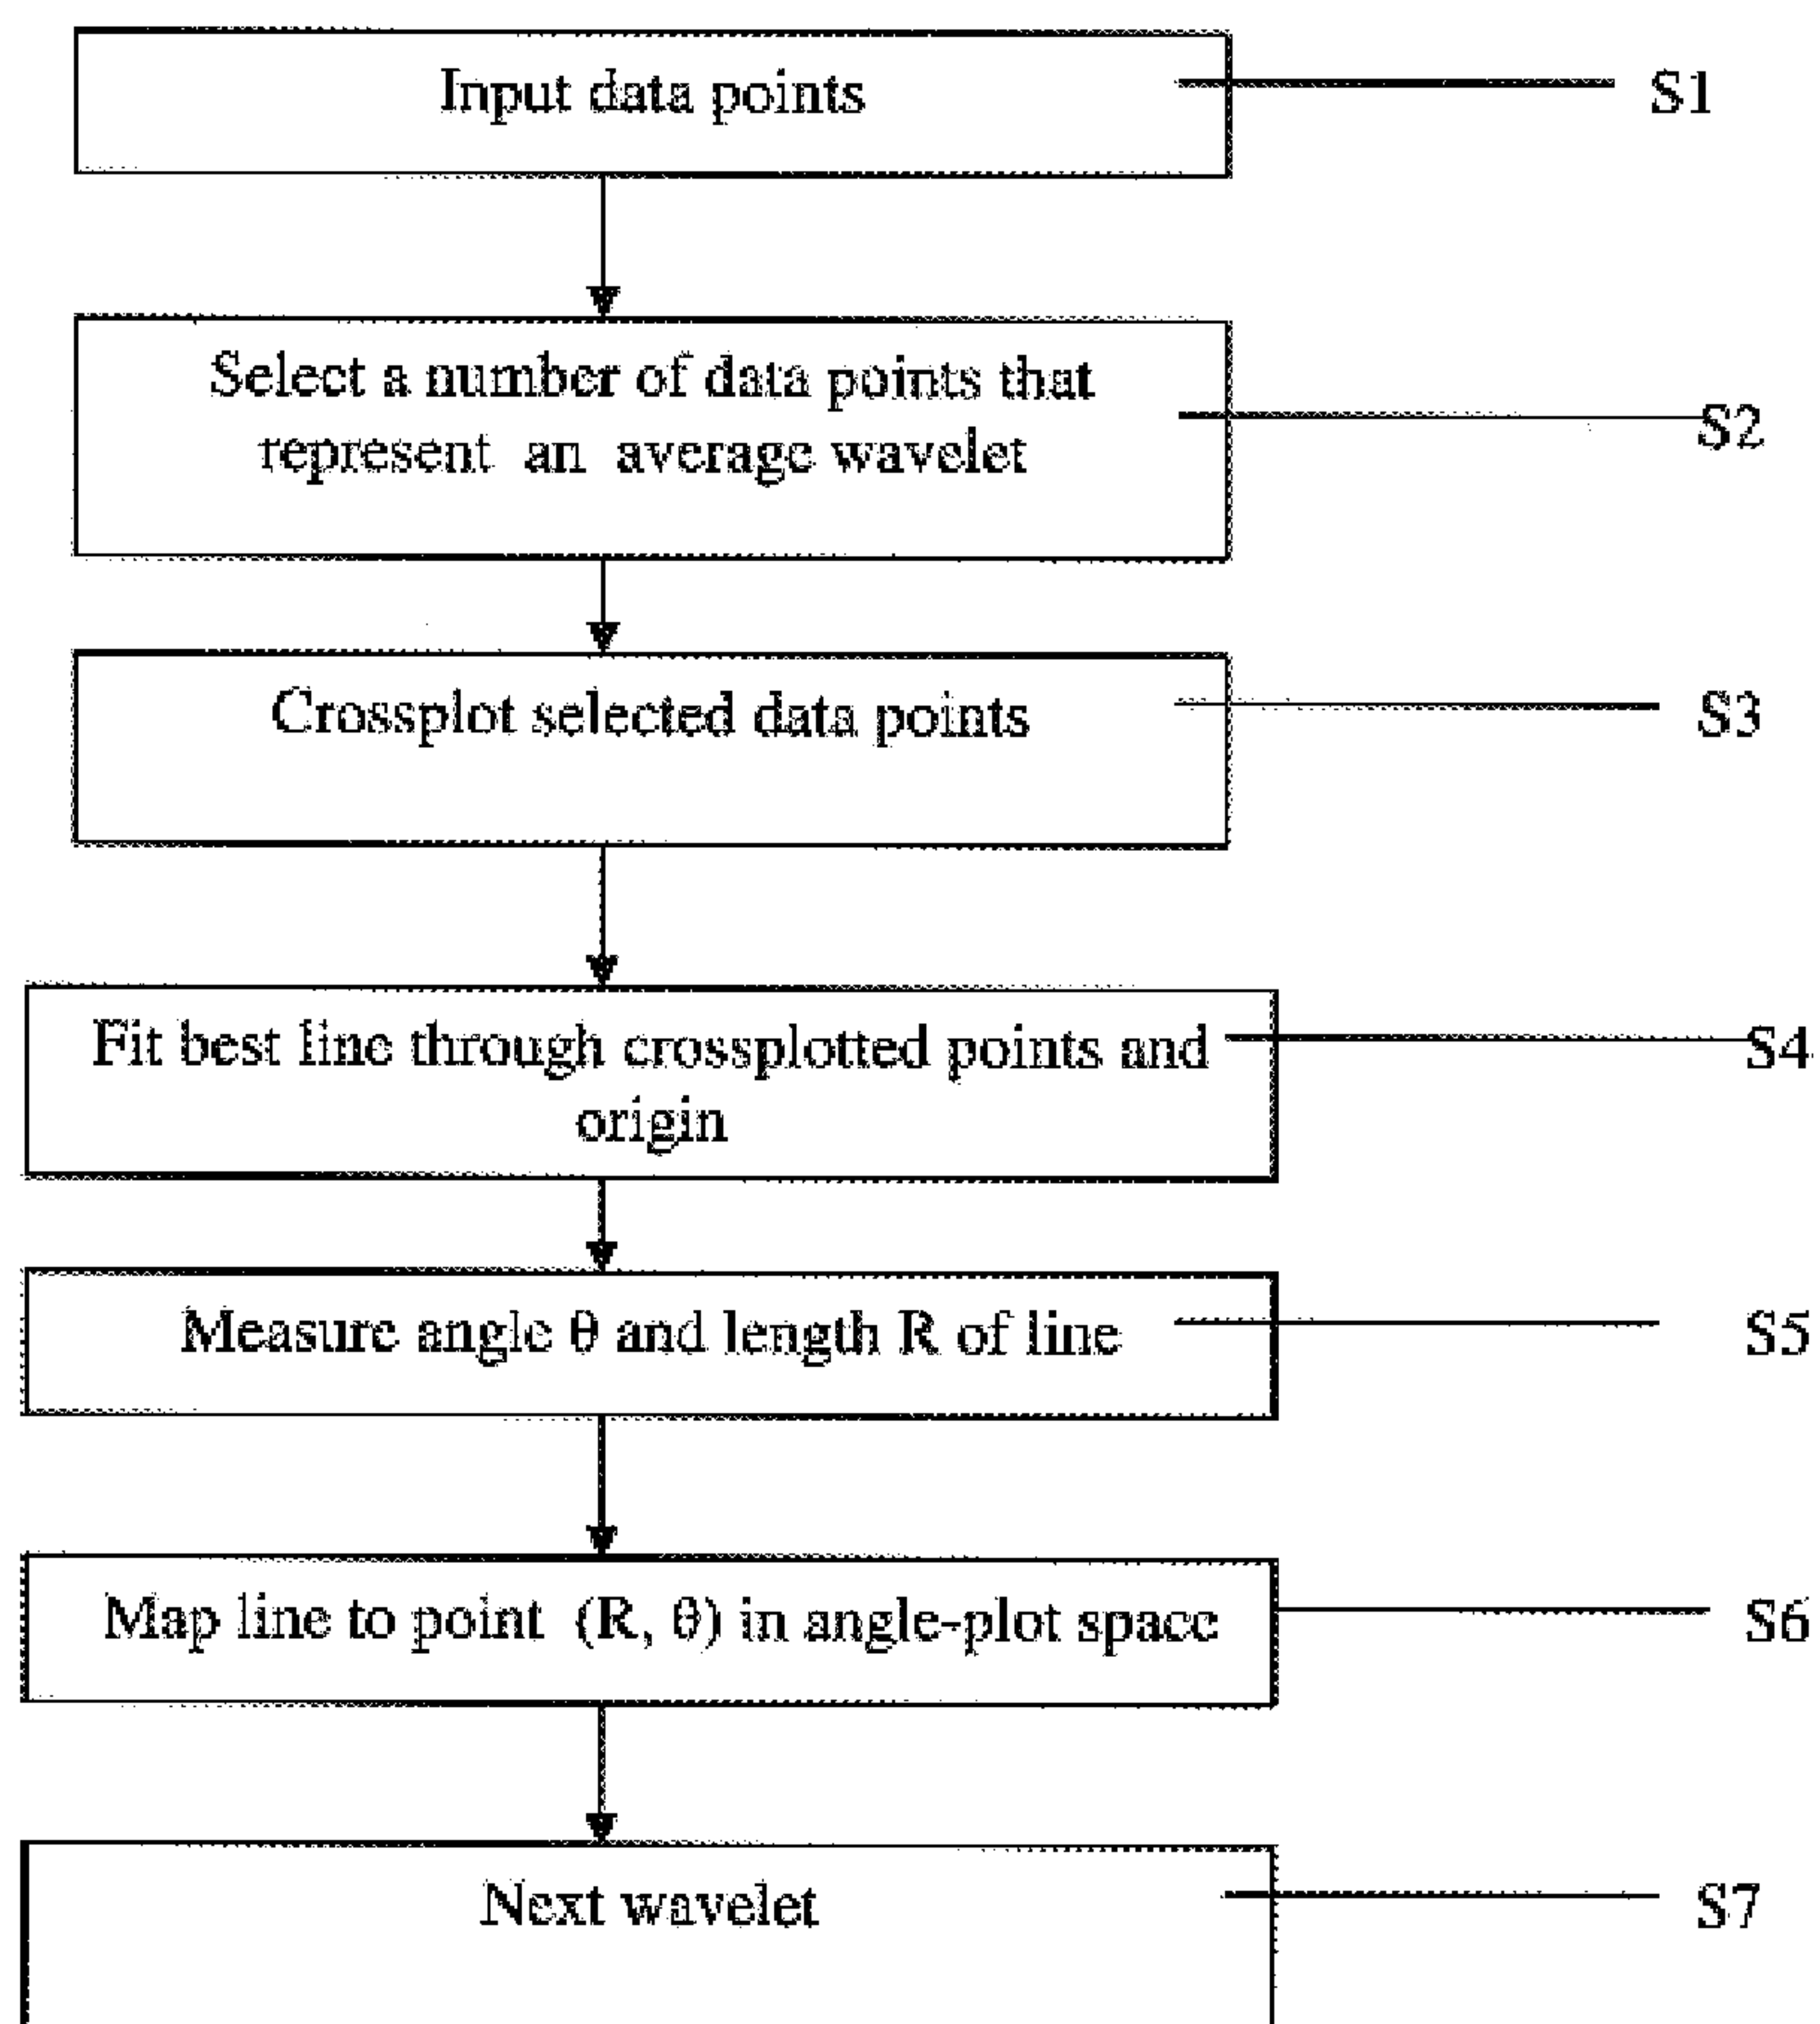 Input data points
S1
Select a number of data points that
represent an average wavelet
S2
Crossplot selected data points
S3
Fit best line through crossplotted points and
origin
S4
Measure angle θ and length R of line
S5
Map line to point (R, θ) in angle-plot space
S6
Next wavelet
S7